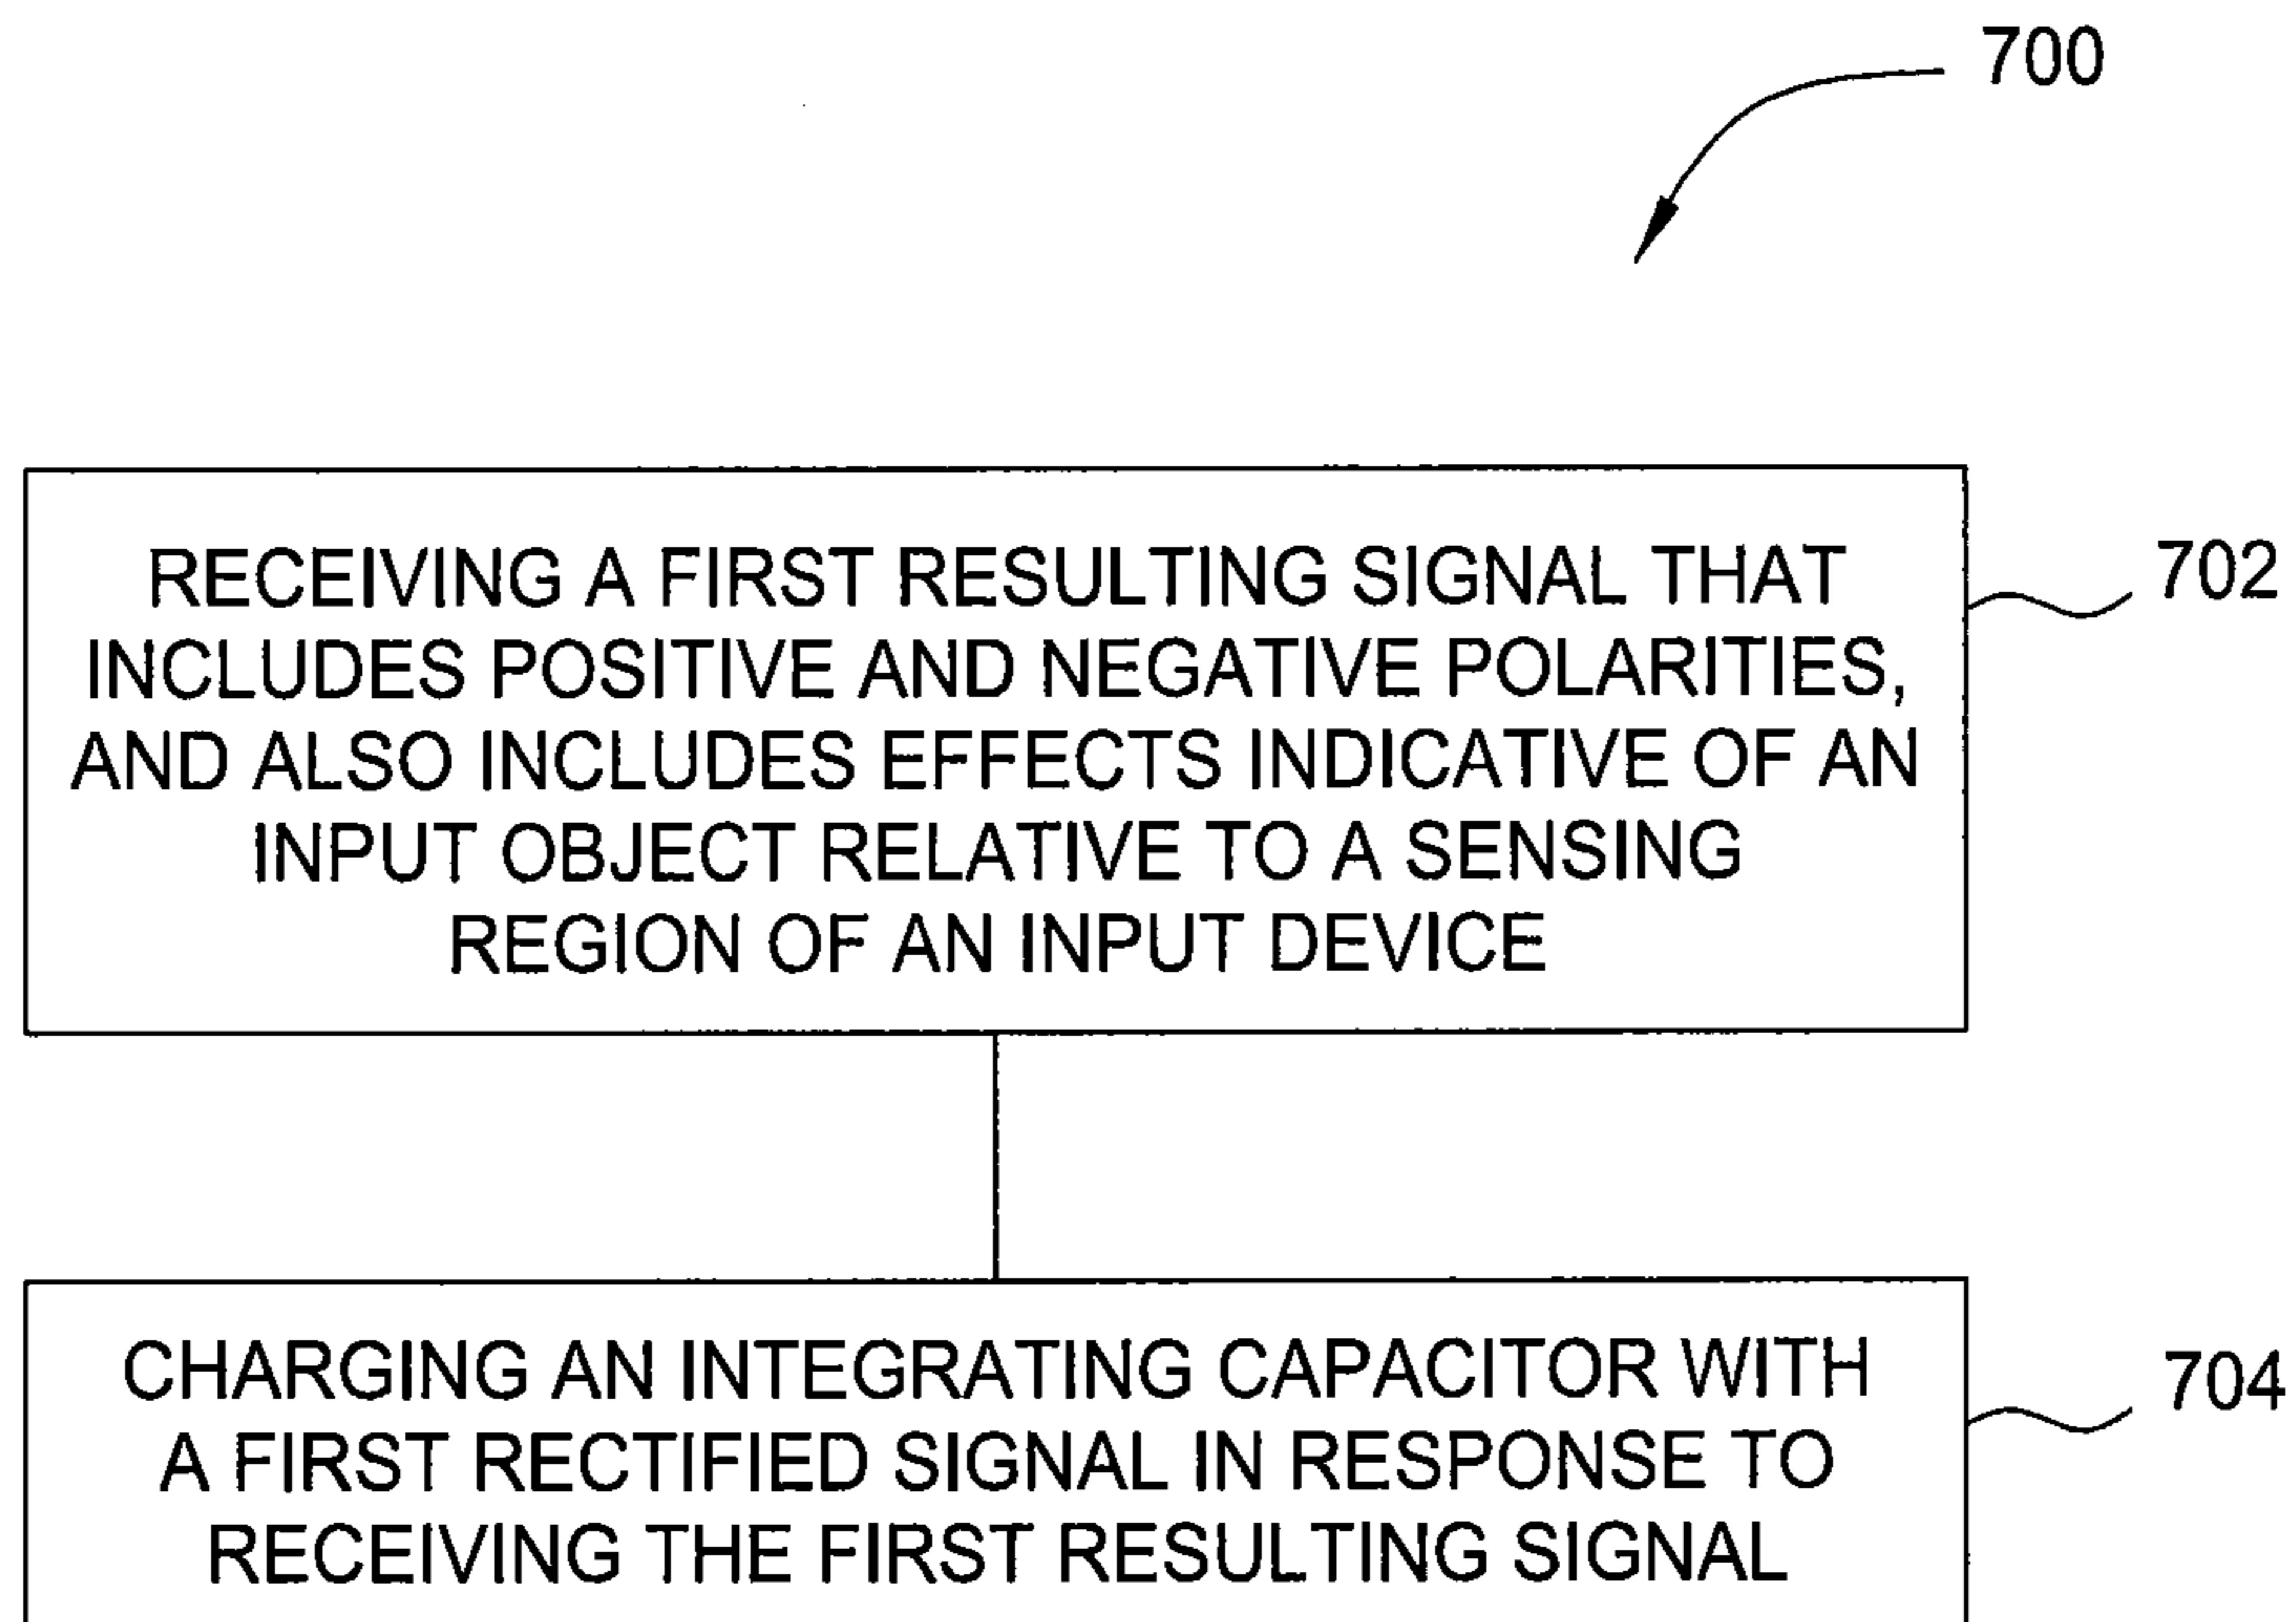 700
RECEIVING A FIRST RESULTING SIGNAL THAT
INCLUDES POSITIVE AND NEGATIVE POLARITIES,
AND ALSO INCLUDES EFFECTS INDICATIVE OF AN
INPUT OBJECT RELATIVE TO A SENSING
REGION OF AN INPUT DEVICE
702
CHARGING AN INTEGRATING CAPACITOR WITH
A FIRST RECTIFIED SIGNAL IN RESPONSE TO
RECEIVING THE FIRST RESULTING SIGNAL
704